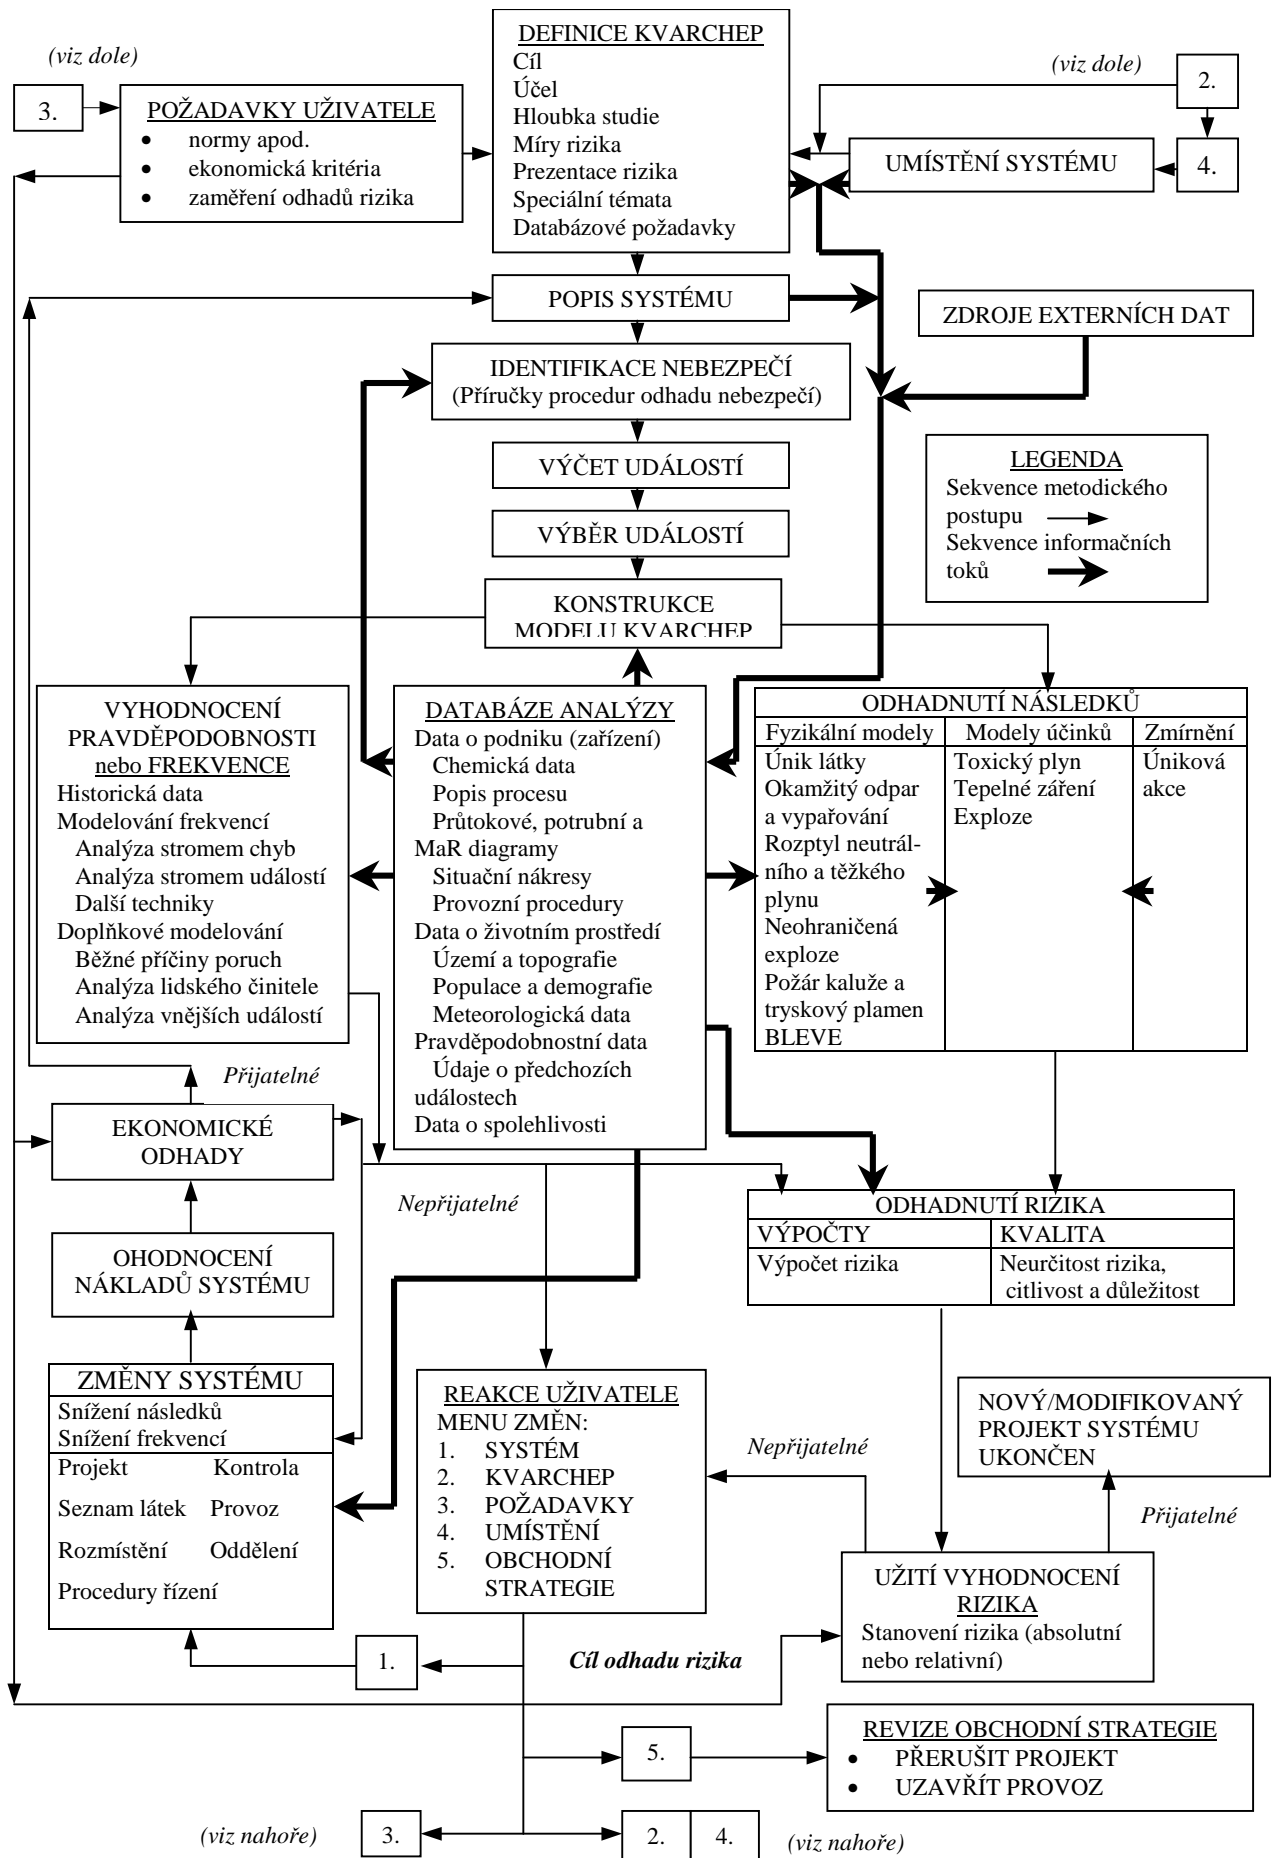 DEFINICE KVARCHEP
Cíl
Účel
Hloubka studie
Míry rizika
Prezentace rizika
Speciální témata
Databázové požadavky
(viz dole)
3.
POŽADAVKY UŽIVATELE
• normy apod.
• ekonomická kritéria
• zaměření odhadů rizika
(viz dole)
2.
UMÍSTĚNÍ SYSTÉMU
4.
POPIS SYSTÉMU
ZDROJE EXTERNÍCH DAT
IDENTIFIKACE NEBEZPEČÍ
(Příručky procedur odhadu nebezpečí)
VÝČET UDÁLOSTÍ
VÝBĚR UDÁLOSTÍ
LEGENDA
Sekvence metodického
postupu
Sekvence informačních
toků
KONSTRUKCE
MODELU KVARCHEP
VYHODNOCENÍ
PRAVDĚPODOBNOSTI
nebo FREKVENCE
Historická data
Modelování frekvencí
Analýza stromem chyb
Analýza stromem událostí
Další techniky
Doplňkové modelování
Běžné příčiny poruch
Analýza lidského činitele
Analýza vnějších událostí
DATABÁZE ANALÝZY
Data o podniku (zařízení)
Chemická data
Popis procesu
Průtokové, potrubní a
MaR diagramy
Situační nákresy
Provozní procedury
Data o životním prostředí
Území a topografie
Populace a demografie
Meteorologická data
Pravděpodobnostní data
Údaje o předchozích
událostech
Data o spolehlivosti
ODHADNUTÍ NÁSLEDKŮ
Fyzikální modely
Únik látky
Okamžitý odpar
a vypařování
Rozptyl neutrál-
ního a těžkého
plynu
Neohraničená
exploze
Požár kaluže a
tryskový plamen
BLEVE
Modely účinků
Toxický plyn
Tepelné záření
Exploze
Zmírnění
Úniková
akce
Přijatelné
EKONOMICKÉ
ODHADY
Nepřijatelné
ODHADNUTÍ RIZIKA
VÝPOČTY
Výpočet rizika
KVALITA
Neurčitost rizika,
citlivost a důležitost
OHODNOCENÍ
NÁKLADŮ SYSTÉMU
ZMĚNY SYSTÉMU
Snížení následků
Snížení frekvencí
Projekt Kontrola
Seznam látek Provoz
Rozmístění Oddělení
Procedury řízení
REAKCE UŽIVATELE
MENU ZMĚN:
1. SYSTÉM
2. KVARCHEP
3. POŽADAVKY
4. UMÍSTĚNÍ
5. OBCHODNÍ
STRATEGIE
Nepřijatelné
NOVÝ/MODIFIKOVANÝ
PROJEKT SYSTÉMU
UKONČEN
Přijatelné
UŽITÍ VYHODNOCENÍ
RIZIKA
Stanovení rizika (absolutní
nebo relativní)
1.
Cíl odhadu rizika
5.
REVIZE OBCHODNÍ STRATEGIE
• PŘERUŠIT PROJEKT
• UZAVŘÍT PROVOZ
(viz nahoře)
3.
2.
4.
(viz nahoře)